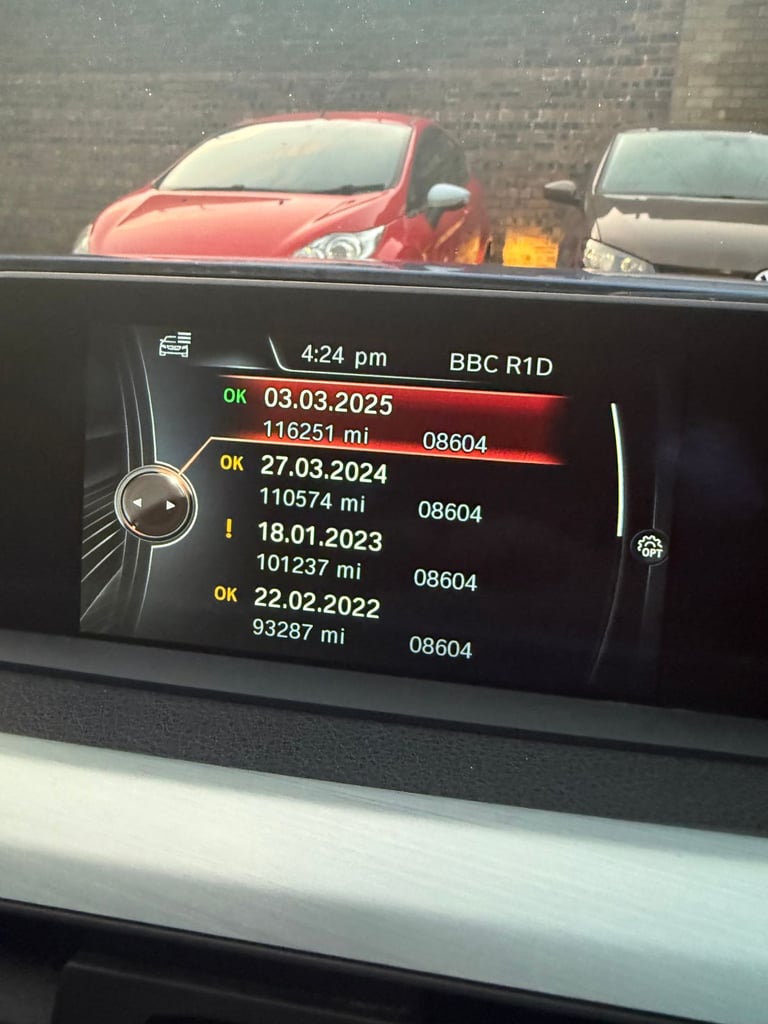 4:24 pm BBC R1D
OK 03.03.2025
116251 mi 08604
OK 27.03.2024
110574 mi 08604
! 18.01.2023
101237 mi 08604
OK 22.02.2022
93287 mi 08604
OPT